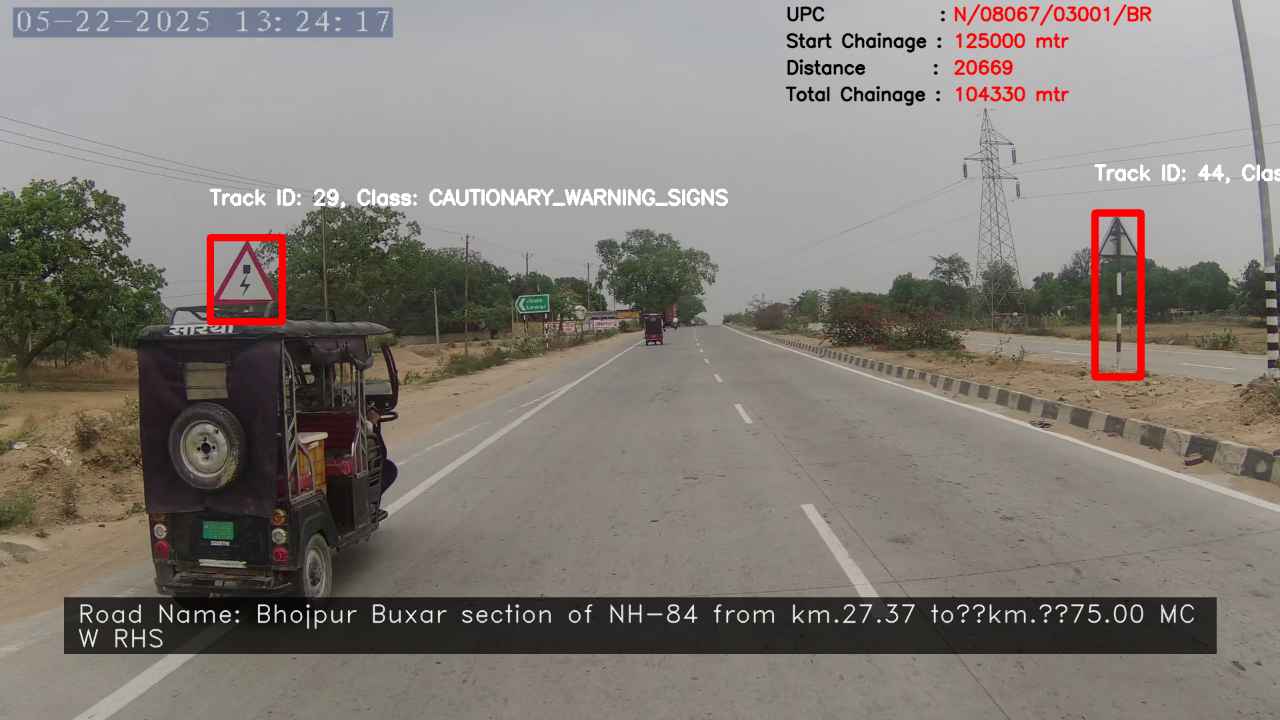 05-22-2025 13:24:17
UPC : N/08067/03001/BR
Start Chainage : 125000 mtr
Distance : 20669
Total Chainage : 104330 mtr
Track ID: 29, Class: CAUTIONARY_WARNING_SIGNS
Track ID: 44, Clas
सारथी
Road Name: Bhojpur Buxar section of NH-84 from km.27.37 to??km.??75.00 MC
W RHS